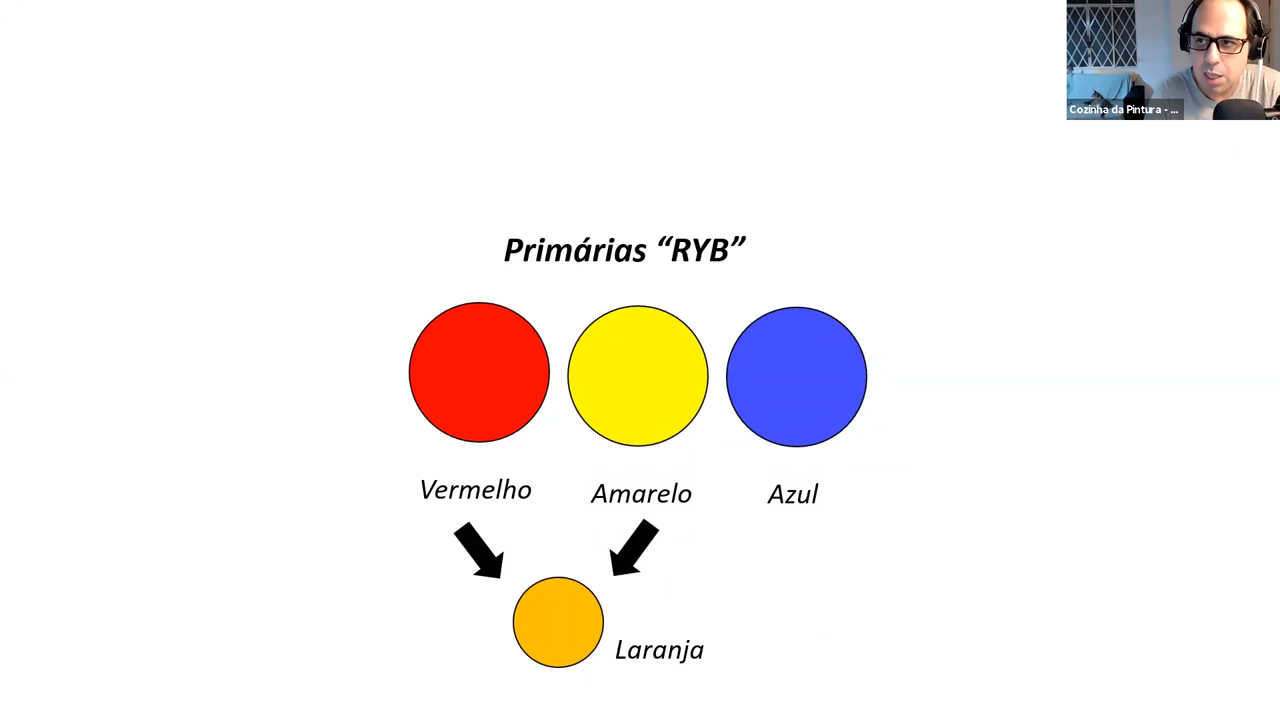 Cozinha da Pintura - ...
Primárias “RYB”
Vermelho
Amarelo
Azul
Laranja